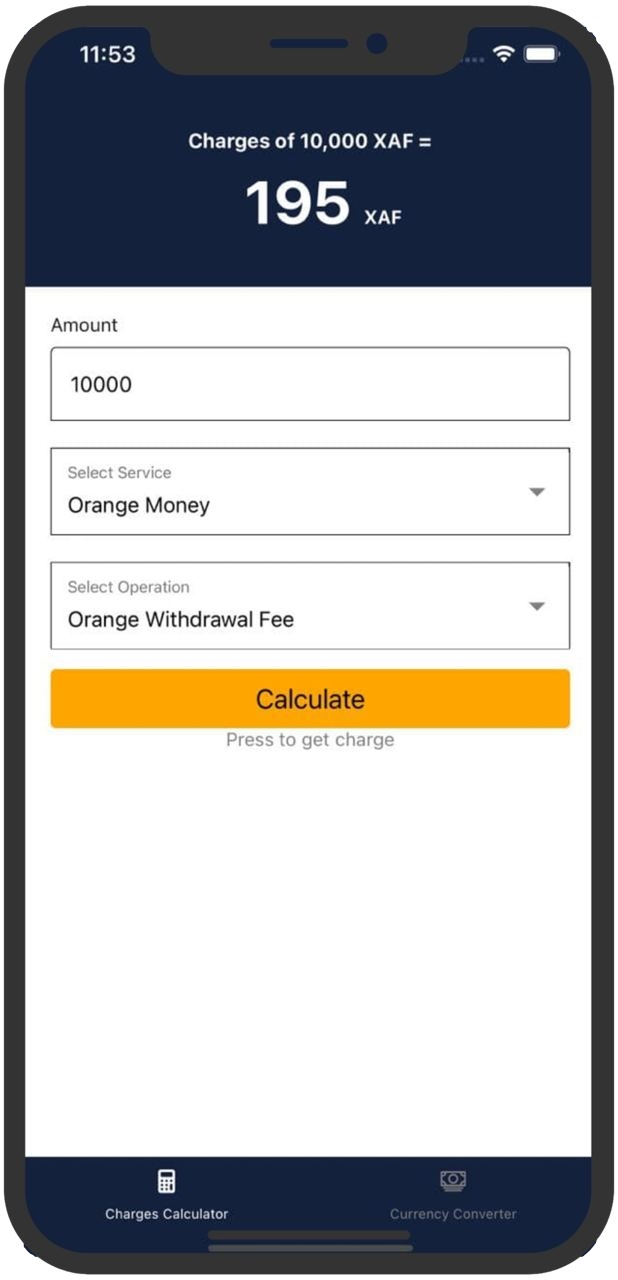 11:53
Charges of 10,000 XAF =
195 XAF
Amount
10000
Select Service
Orange Money
Select Operation
Orange Withdrawal Fee
Calculate
Press to get charge
Charges Calculator
Currency Converter